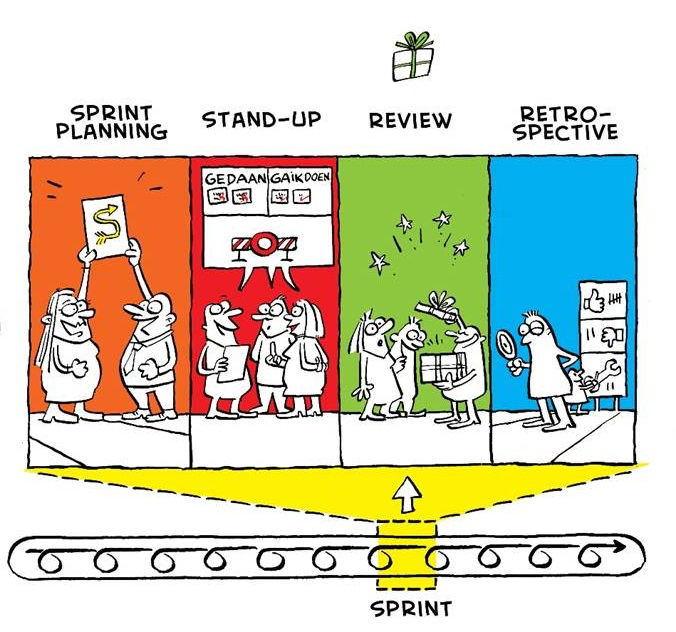 SPRINT
PLANNING
STAND-UP
REVIEW
RETRO-
SPECTIVE
GEDAAN
GA IK DOEN
SPRINT